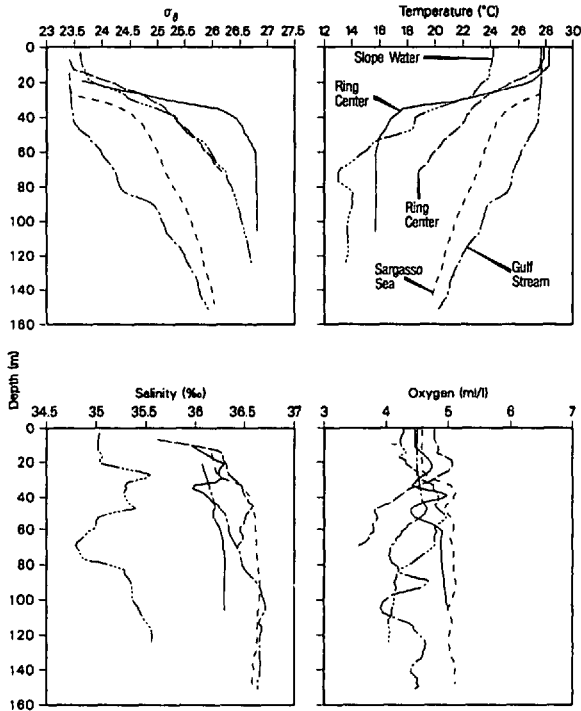 σθ
23 23.5 24 24.5 25 25.5 26 26.5 27 27.5
0
20
40
60
80
100
120
140
160
Temperature (°C)
12 14 16 18 20 22 24 26 28 30
Slope Water
Ring
Center
Ring
Center
Sargasso
Sea
Gulf
Stream
Depth (m)
Salinity (‰)
34.5 35 35.5 36 36.5 37
0
20
40
60
80
100
120
140
160
Oxygen (ml/l)
3 4 5 6 7